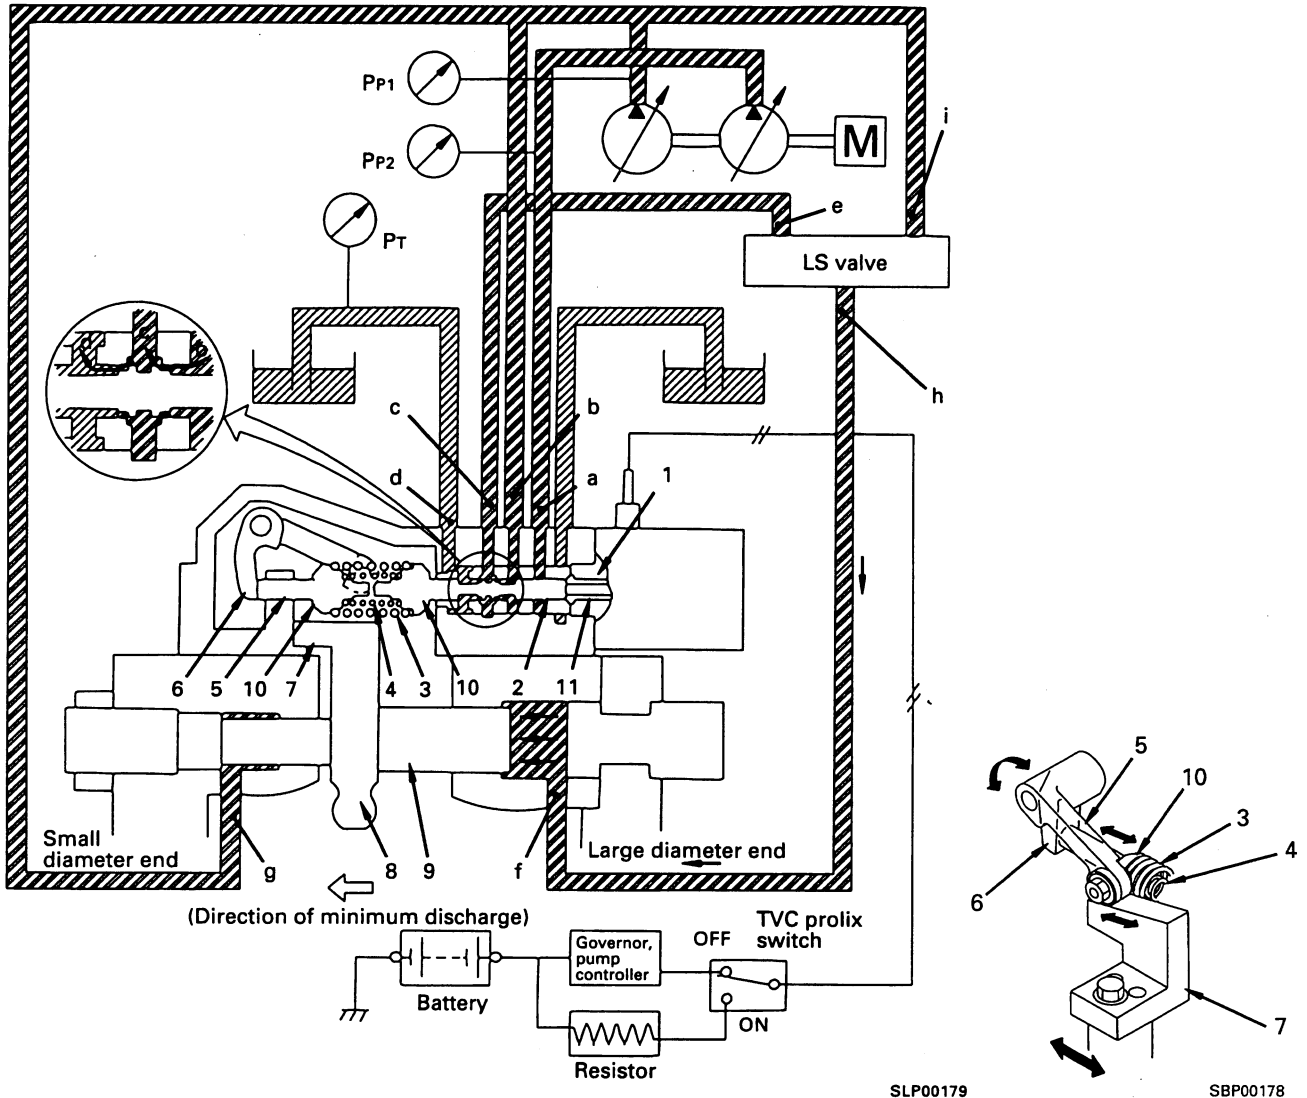 PP1
PP2
PT
M
i
e
LS valve
h
c
b
d
a
1
6 5 10 7 4 3 10 2 11
Small
diameter end
g
8
9
f
Large diameter end
(Direction of minimum discharge)
Battery
Governor,
pump
controller
Resistor
OFF
TVC prolix
switch
ON
5
10
3
4
6
7
SLP00179
SBP00178